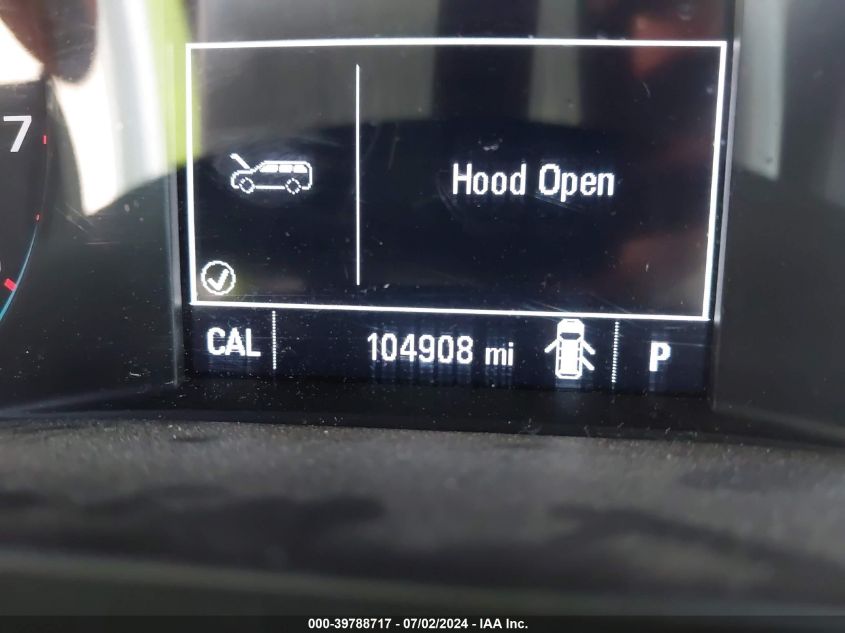 7
Hood Open
CAL 104908 mi P
000-39788717 - 07/02/2024 - IAA Inc.